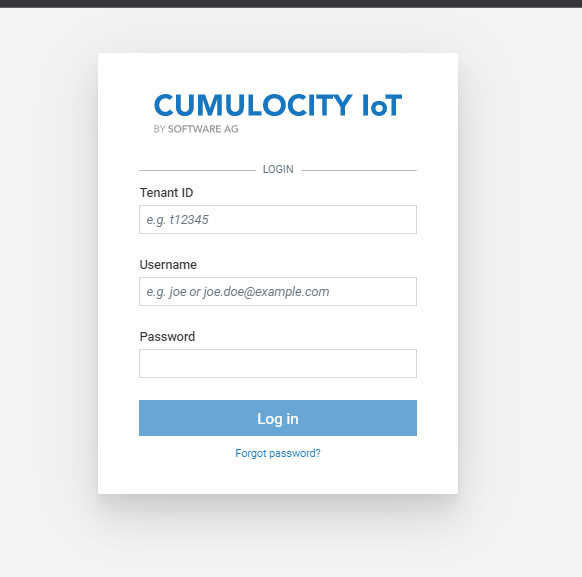 CUMULOCITY IoT
BY SOFTWARE AG
LOGIN
Tenant ID
e.g. t12345
Username
e.g. joe or joe.doe@example.com
Password
Log in
Forgot password?